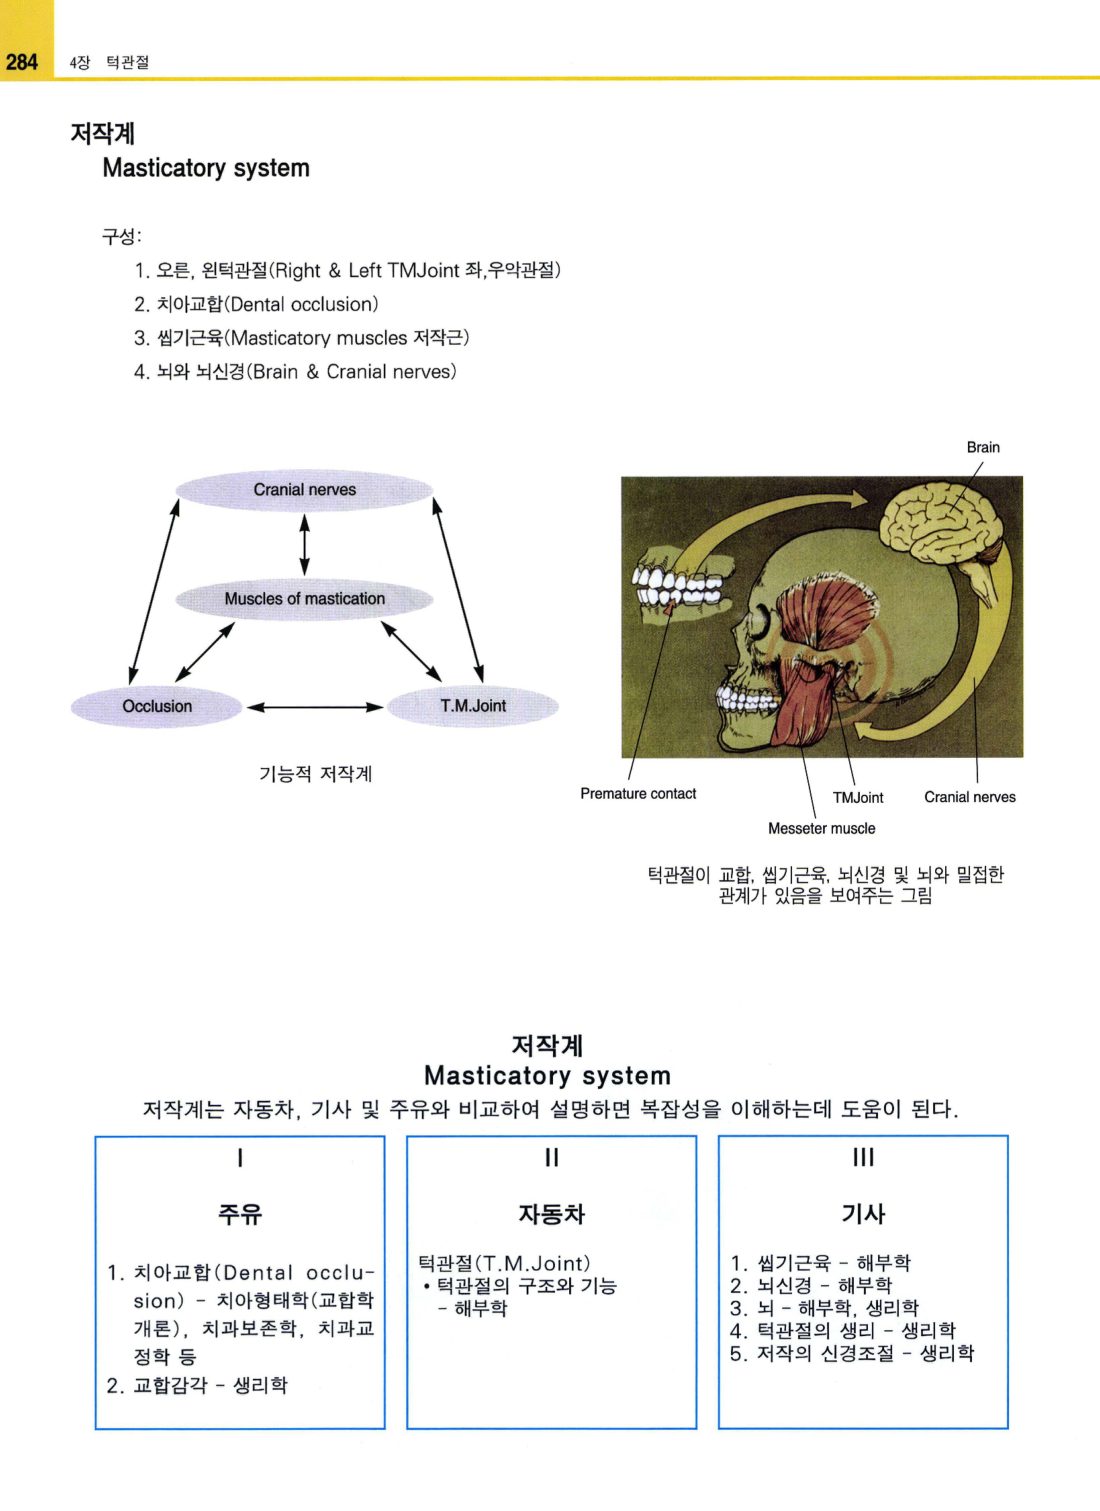 284
4장 턱관절
저작계
Masticatory system
구성:
1. 오른, 왼턱관절(Right & Left TMJoint 좌,우악관절)
2. 치아교합(Dental occlusion)
3. 씹기근육(Masticatory muscles 저작근)
4. 뇌와 뇌신경(Brain & Cranial nerves)
Cranial nerves
Muscles of mastication
Occlusion
T.M.Joint
기능적 저작계
Brain
Premature contact
TMJoint
Cranial nerves
Messeter muscle
턱관절이 교합, 씹기근육, 뇌신경 및 뇌와 밀접한
관계가 있음을 보여주는 그림
저작계
Masticatory system
저작계는 자동차, 기사 및 주유와 비교하여 설명하면 복잡성을 이해하는데 도움이 된다.
I
주유
1. 치아교합(Dental occlu-
sion) - 치아형태학(교합학
개론), 치과보존학, 치과교
정학 등
2. 교합감각 - 생리학
II
자동차
턱관절(T.M.Joint)
• 턱관절의 구조와 기능
- 해부학
III
기사
1. 씹기근육 - 해부학
2. 뇌신경 - 해부학
3. 뇌 - 해부학, 생리학
4. 턱관절의 생리 - 생리학
5. 저작의 신경조절 - 생리학